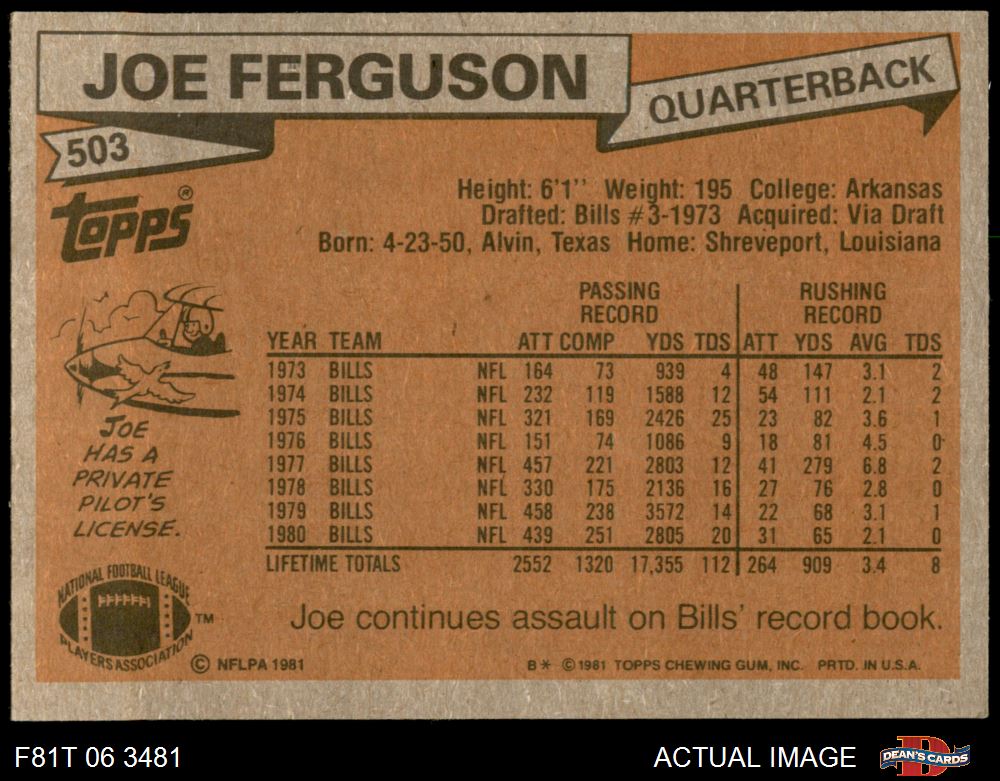 JOE FERGUSON
QUARTERBACK
503
TOPPS®
Height: 6'1'' Weight: 195 College: Arkansas
Drafted: Bills #3-1973 Acquired: Via Draft
Born: 4-23-50, Alvin, Texas Home: Shreveport, Louisiana
JOE
HAS A
PRIVATE
PILOT'S
LICENSE.
PASSING RECORD RUSHING RECORD
YEAR TEAM ATT COMP YDS TDS ATT YDS AVG TDS
1973 BILLS NFL 164 73 939 4 48 147 3.1 2
1974 BILLS NFL 232 119 1588 12 54 111 2.1 2
1975 BILLS NFL 321 169 2426 25 23 82 3.6 1
1976 BILLS NFL 151 74 1086 9 18 81 4.5 0
1977 BILLS NFL 457 221 2803 12 41 279 6.8 2
1978 BILLS NFL 330 175 2136 16 27 76 2.8 0
1979 BILLS NFL 458 238 3572 14 22 68 3.1 1
1980 BILLS NFL 439 251 2805 20 31 65 2.1 0
LIFETIME TOTALS 2552 1320 17,355 112 264 909 3.4 8
Joe continues assault on Bills' record book.
NATIONAL FOOTBALL LEAGUE
PLAYERS ASSOCIATION
TM
© NFLPA 1981
B* ©1981 TOPPS CHEWING GUM, INC. PRTD. IN U.S.A.
F81T 06 3481
ACTUAL IMAGE
D
DEAN'S CARDS